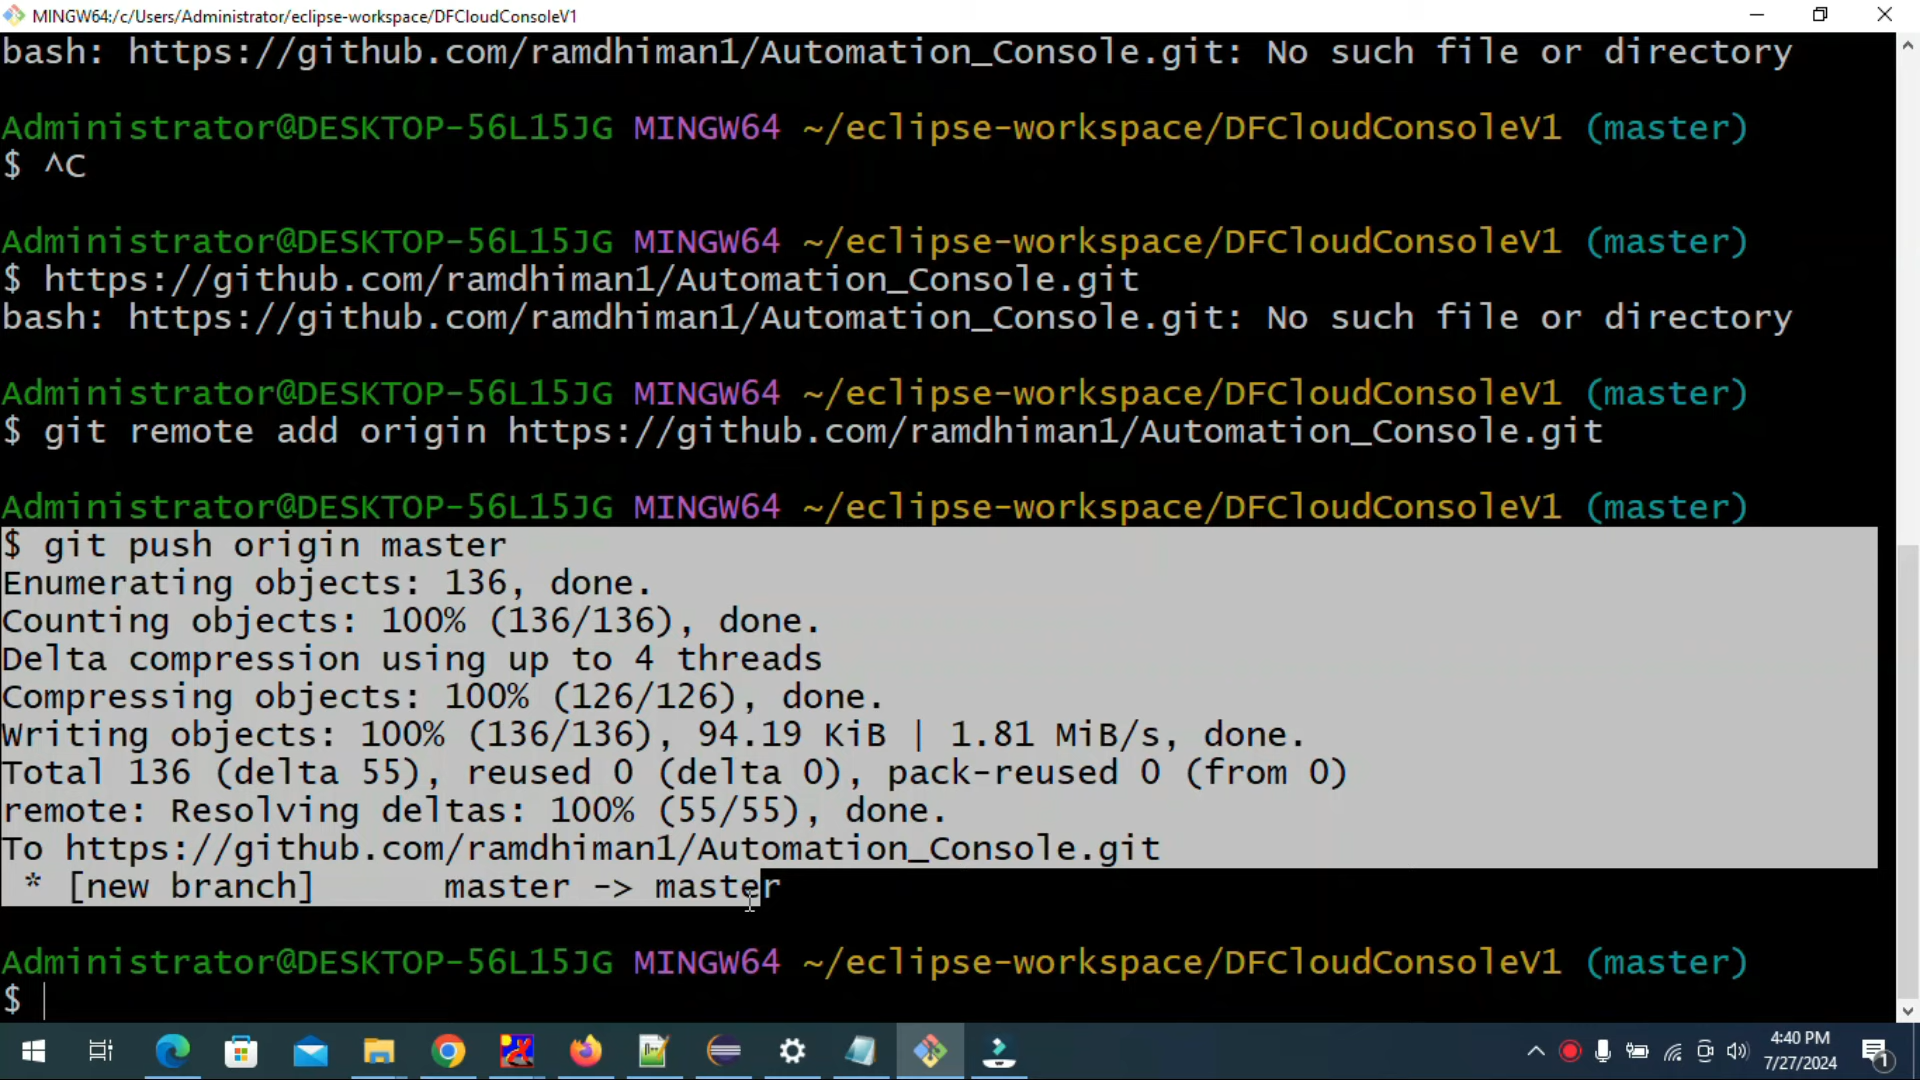 MINGW64:/c/Users/Administrator/eclipse-workspace/DFCloudConsoleV1
bash: https://github.com/ramdhiman1/Automation_Console.git: No such file or directory
Administrator@DESKTOP-56L15JG MINGW64 ~/eclipse-workspace/DFCloudConsoleV1 (master)
$ ^C
Administrator@DESKTOP-56L15JG MINGW64 ~/eclipse-workspace/DFCloudConsoleV1 (master)
$ https://github.com/ramdhiman1/Automation_Console.git
bash: https://github.com/ramdhiman1/Automation_Console.git: No such file or directory
Administrator@DESKTOP-56L15JG MINGW64 ~/eclipse-workspace/DFCloudConsoleV1 (master)
$ git remote add origin https://github.com/ramdhiman1/Automation_Console.git
Administrator@DESKTOP-56L15JG MINGW64 ~/eclipse-workspace/DFCloudConsoleV1 (master)
$ git push origin master
Enumerating objects: 136, done.
Counting objects: 100% (136/136), done.
Delta compression using up to 4 threads
Compressing objects: 100% (126/126), done.
Writing objects: 100% (136/136), 94.19 KiB | 1.81 MiB/s, done.
Total 136 (delta 55), reused 0 (delta 0), pack-reused 0 (from 0)
remote: Resolving deltas: 100% (55/55), done.
To https://github.com/ramdhiman1/Automation_Console.git
* [new branch]      master -> master
Administrator@DESKTOP-56L15JG MINGW64 ~/eclipse-workspace/DFCloudConsoleV1 (master)
$
4:40 PM
7/27/2024
1